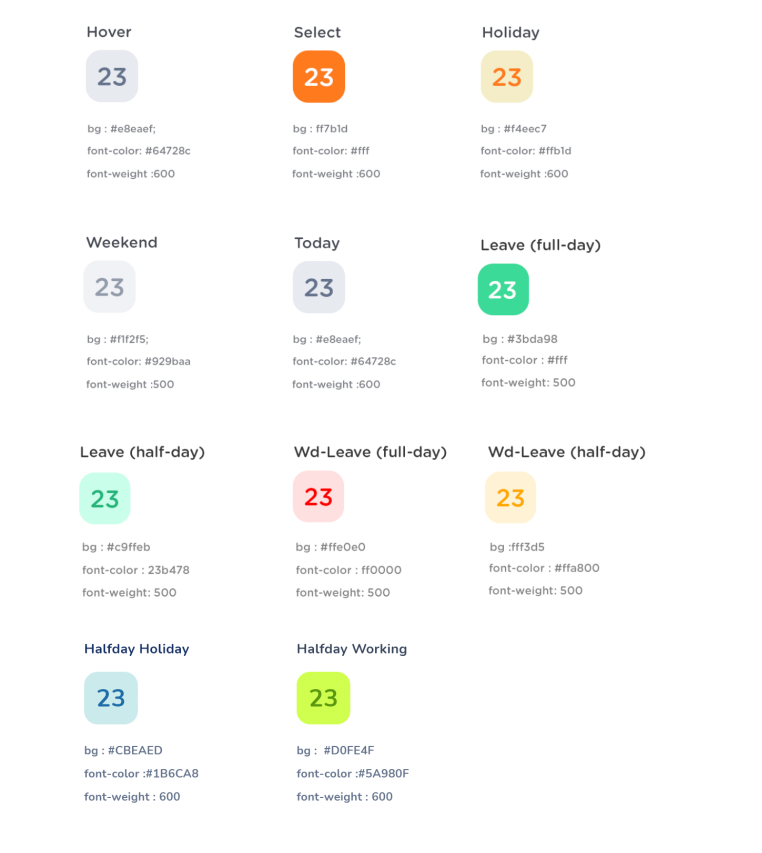 Hover
23
bg : #e8eaef;
font-color: #64728c
font-weight :600
Select
23
bg : ff7b1d
font-color: #fff
font-weight :600
Holiday
23
bg : #f4eec7
font-color: #ffb1d
font-weight :600
Weekend
23
bg : #f1f2f5;
font-color: #929baa
font-weight :500
Today
23
bg : #e8eaef;
font-color: #64728c
font-weight :600
Leave (full-day)
23
bg : #3bda98
font-color : #fff
font-weight: 500
Leave (half-day)
23
bg : #c9ffeb
font-color : 23b478
font-weight: 500
Wd-Leave (full-day)
23
bg : #ffe0e0
font-color : ff0000
font-weight: 500
Wd-Leave (half-day)
23
bg :fff3d5
font-color : #ffa800
font-weight: 500
Halfday Holiday
23
bg : #CBEAED
font-color :#1B6CA8
font-weight : 600
Halfday Working
23
bg :  #D0FE4F
font-color :#5A980F
font-weight : 600